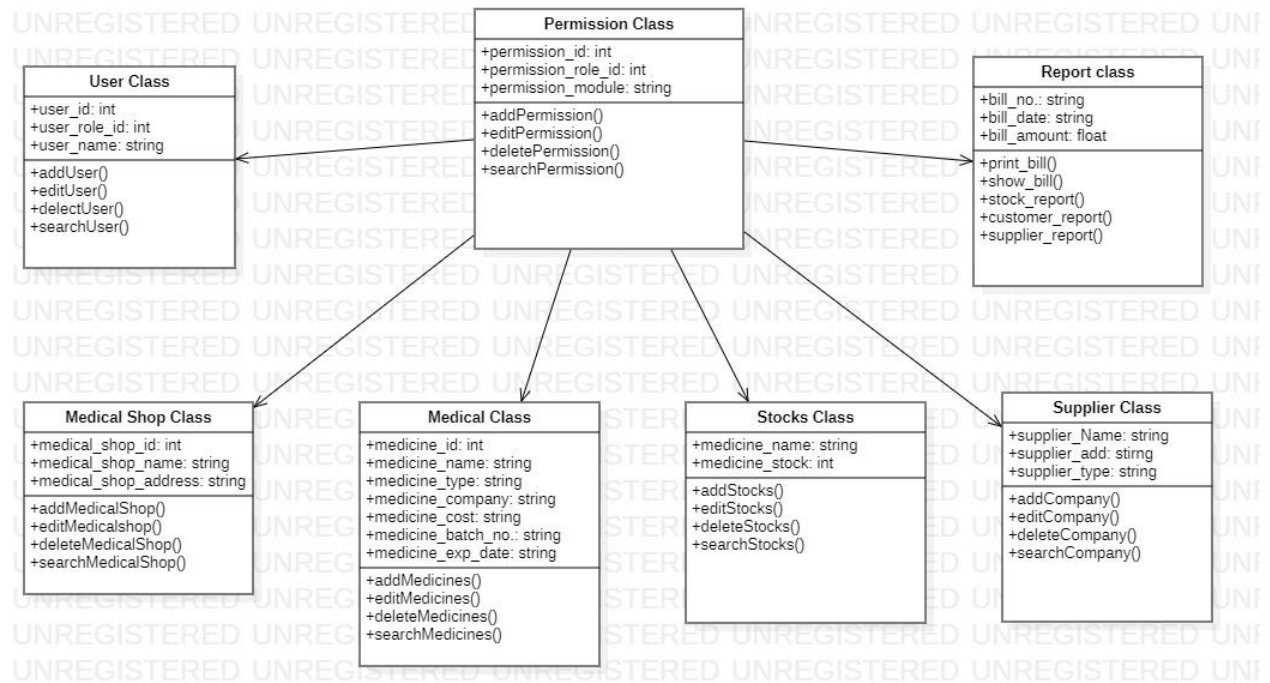 Permission Class
+permission_id: int
+permission_role_id: int
+permission_module: string
+addPermission()
+editPermission()
+deletePermission()
+searchPermission()
User Class
+user_id: int
+user_role_id: int
+user_name: string
+addUser()
+editUser()
+delectUser()
+searchUser()
Report class
+bill_no.: string
+bill_date: string
+bill_amount: float
+print_bill()
+show_bill()
+stock_report()
+customer_report()
+supplier_report()
Medical Shop Class
+medical_shop_id: int
+medical_shop_name: string
+medical_shop_address: string
+addMedicalShop()
+editMedicalshop()
+deleteMedicalShop()
+searchMedicalShop()
Medical Class
+medicine_id: int
+medicine_name: string
+medicine_type: string
+medicine_company: string
+medicine_cost: string
+medicine_batch_no.: string
+medicine_exp_date: string
+addMedicines()
+editMedicines()
+deleteMedicines()
+searchMedicines()
Stocks Class
+medicine_name: string
+medicine_stock: int
+addStocks()
+editStocks()
+deleteStocks()
+searchStocks()
Supplier Class
+supplier_Name: string
+supplier_add: stirng
+supplier_type: string
+addCompany()
+editCompany()
+deleteCompany()
+searchCompany()
UNREGISTERED